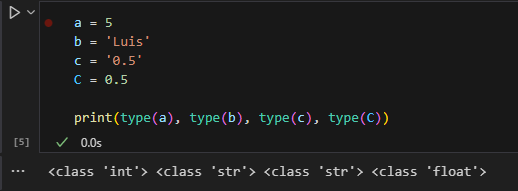 a = 5
b = 'Luis'
c = '0.5'
C = 0.5
print(type(a), type(b), type(c), type(C))
[5] 0.0s
... <class 'int'> <class 'str'> <class 'str'> <class 'float'>